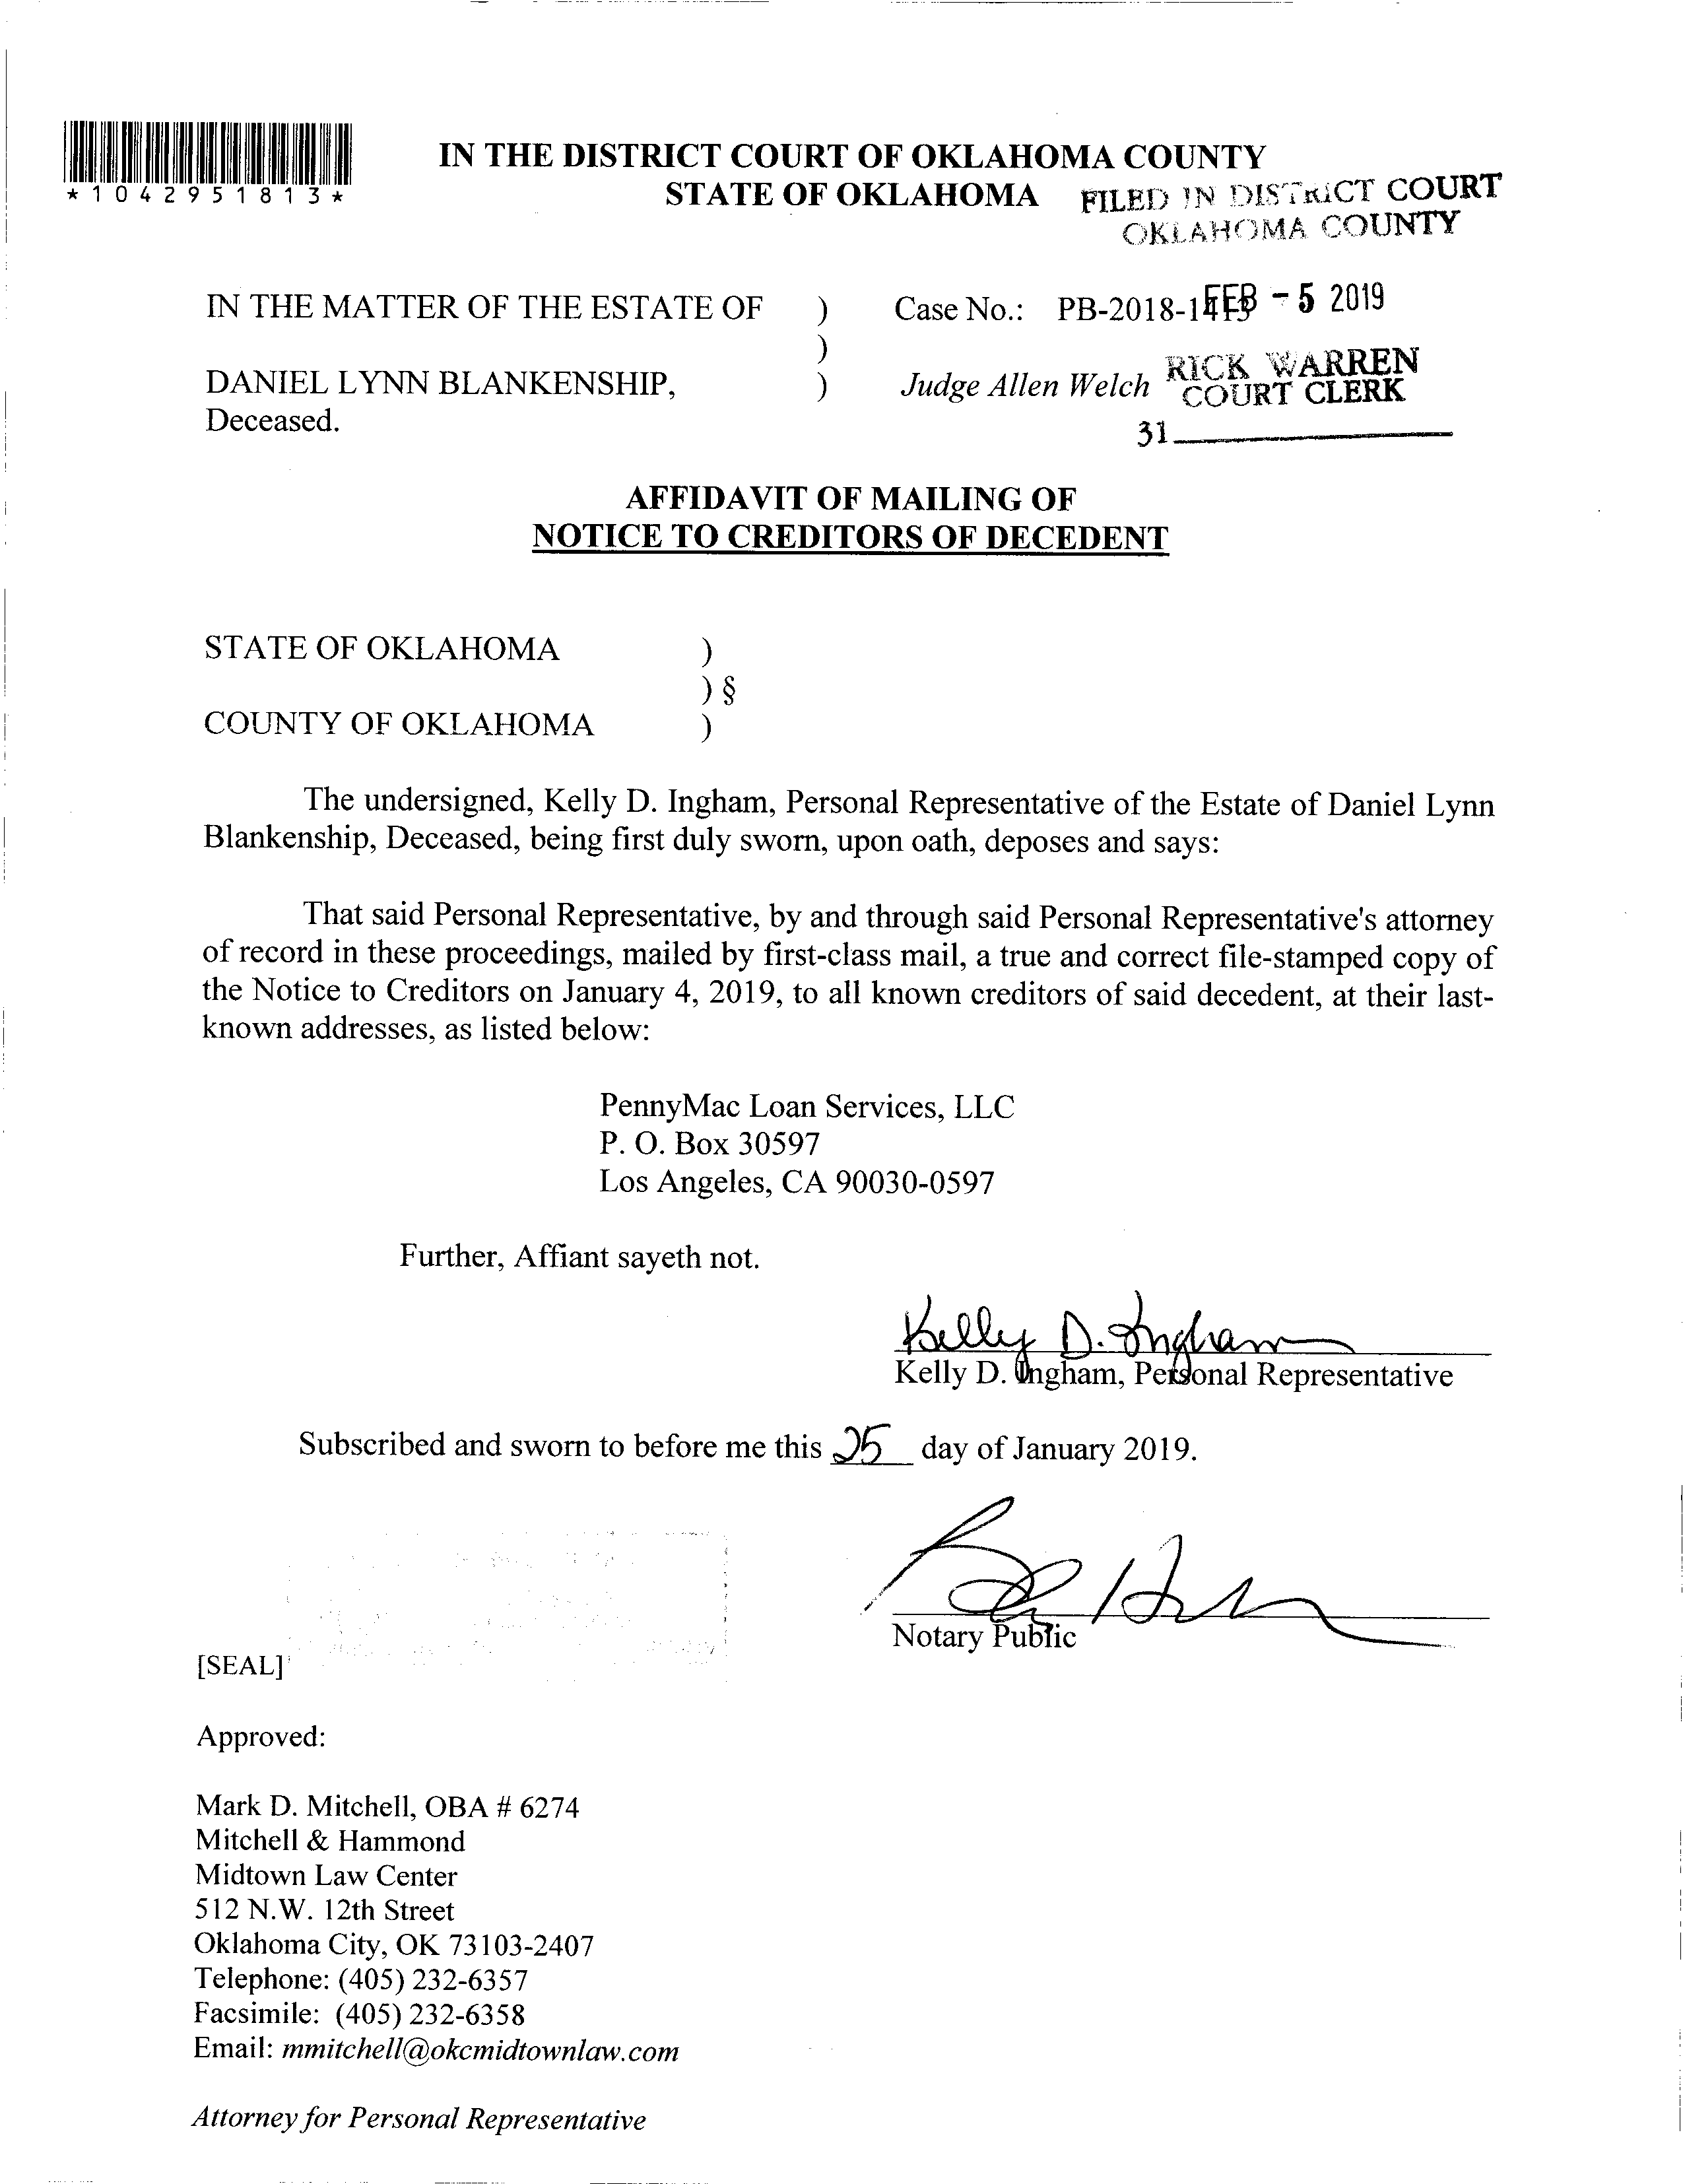 *1042951813*
IN THE DISTRICT COURT OF OKLAHOMA COUNTY
STATE OF OKLAHOMA
FILED IN DISTRICT COURT
OKLAHOMA COUNTY
IN THE MATTER OF THE ESTATE OF )
)
DANIEL LYNN BLANKENSHIP, )
Deceased.
Case No.: PB-2018-
FEB - 5 2019
Judge Allen Welch
RICK WARREN
COURT CLERK
31
AFFIDAVIT OF MAILING OF
NOTICE TO CREDITORS OF DECEDENT
STATE OF OKLAHOMA )
) §
COUNTY OF OKLAHOMA )
The undersigned, Kelly D. Ingham, Personal Representative of the Estate of Daniel Lynn
Blankenship, Deceased, being first duly sworn, upon oath, deposes and says:
That said Personal Representative, by and through said Personal Representative's attorney
of record in these proceedings, mailed by first-class mail, a true and correct file-stamped copy of
the Notice to Creditors on January 4, 2019, to all known creditors of said decedent, at their last-
known addresses, as listed below:
PennyMac Loan Services, LLC
P. O. Box 30597
Los Angeles, CA 90030-0597
Further, Affiant sayeth not.
Kelly D. Ingham
Kelly D. Ingham, Personal Representative
Subscribed and sworn to before me this 25 day of January 2019.
Notary Public
[SEAL]
Approved:
Mark D. Mitchell, OBA # 6274
Mitchell & Hammond
Midtown Law Center
512 N.W. 12th Street
Oklahoma City, OK 73103-2407
Telephone: (405) 232-6357
Facsimile: (405) 232-6358
Email: mmitchell@okcmidtownlaw.com
Attorney for Personal Representative